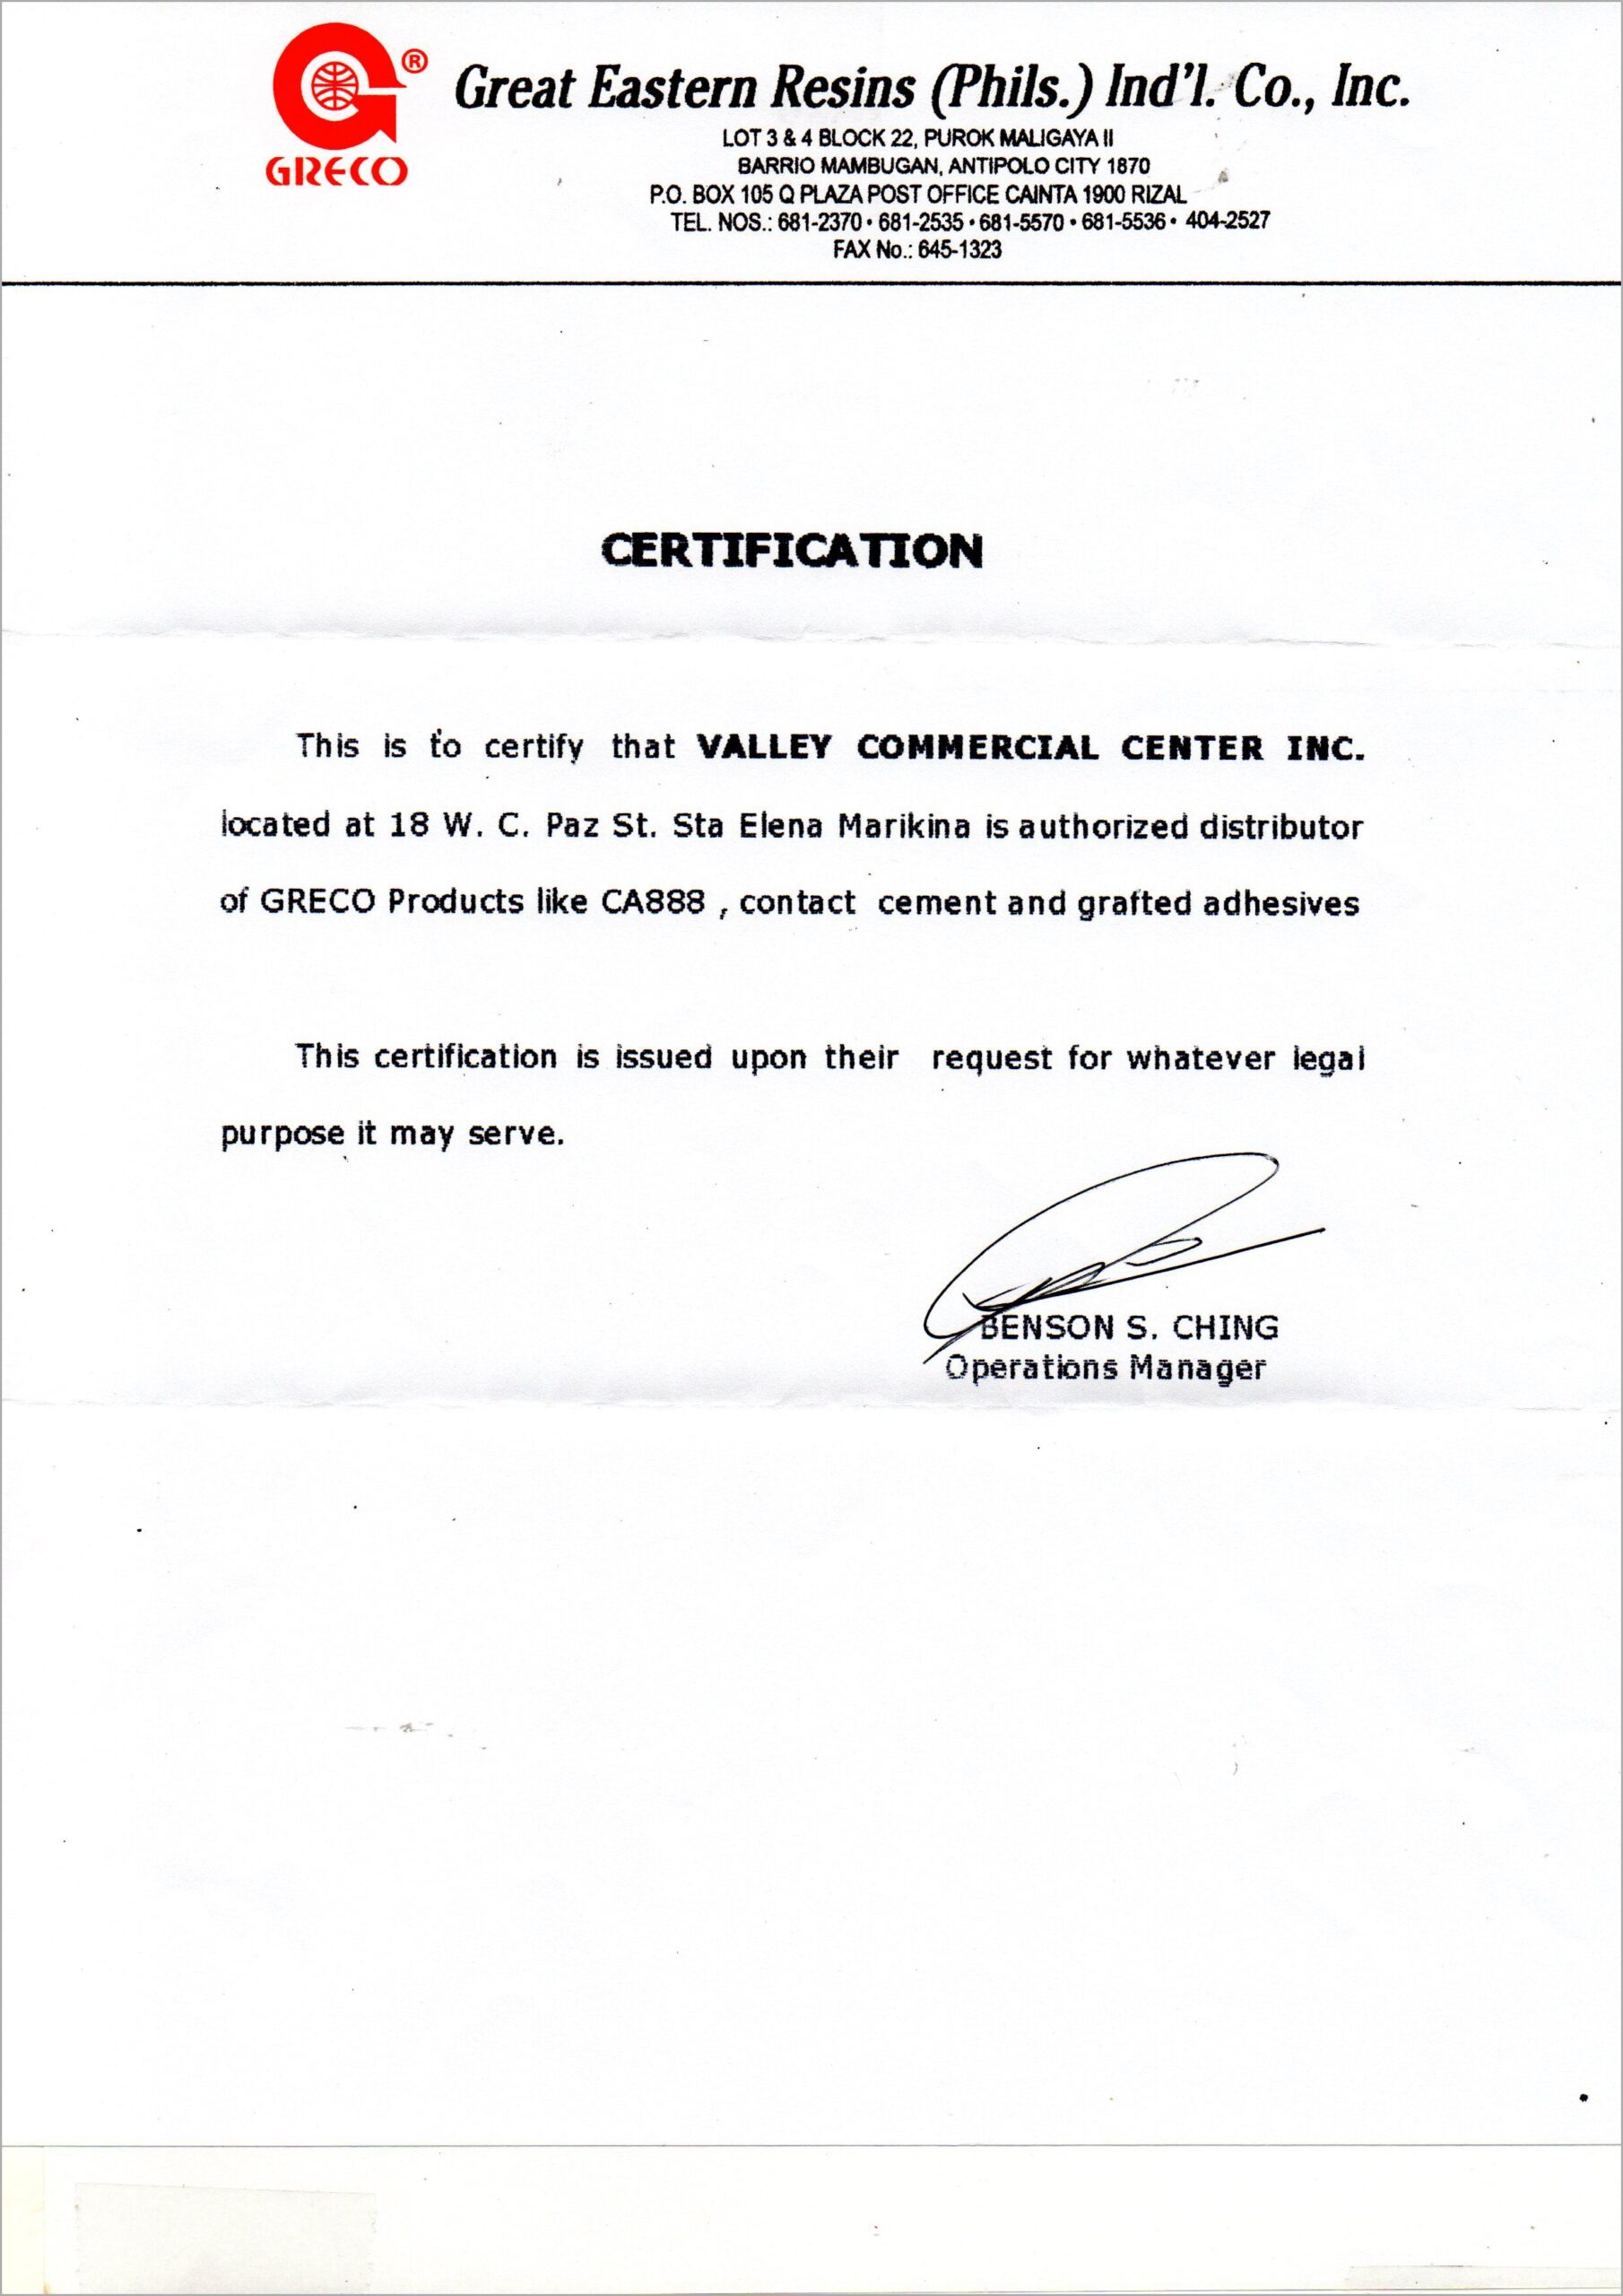 ®
GRECO
Great Eastern Resins (Phils.) Ind'l. Co., Inc.
LOT 3 & 4 BLOCK 22, PUROK MALIGAYA II
BARRIO MAMBUGAN, ANTIPOLO CITY 1870
P.O. BOX 105 Q PLAZA POST OFFICE CAINTA 1900 RIZAL
TEL. NOS.: 681-2370 • 681-2535 • 681-5570 • 681-5536 • 404-2527
FAX No.: 645-1323
CERTIFICATION
This is to certify that VALLEY COMMERCIAL CENTER INC.
located at 18 W. C. Paz St. Sta Elena Marikina is authorized distributor
of GRECO Products like CA888 , contact cement and grafted adhesives
This certification is issued upon their request for whatever legal
purpose it may serve.
BENSON S. CHING
Operations Manager